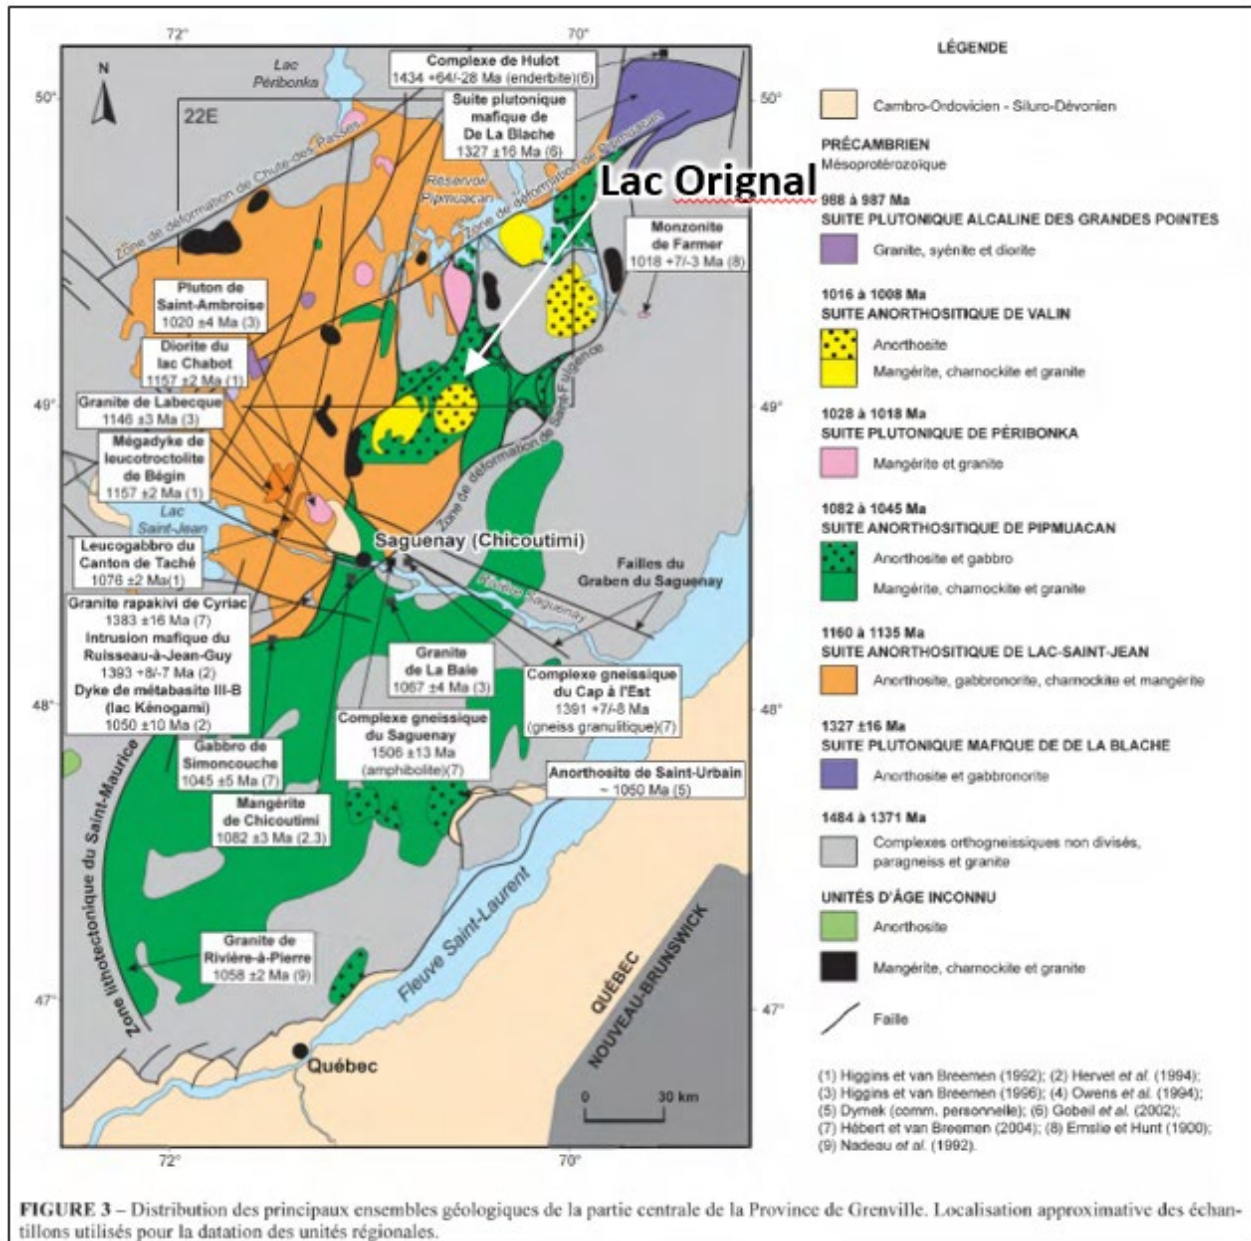 72°
70°
N
Lac
Péribonka
50°
22E
Complexe de Hulot
1434 +64/-28 Ma (enderbite)(6)
Suite plutonique
mafique de
De La Blache
1327 ±16 Ma (6)
50°
Zone de déformation de Chute-des-Passes
Zone de déformation de Pipmuacan
Réservoir
Pipmuacan
Lac Orignal
Monzonite
de Farmer
1018 +7/-3 Ma (8)
Pluton de
Saint-Ambroise
1020 ±4 Ma (3)
Diorite du
lac Chabot
1157 ±2 Ma (1)
49°
Granite de Labecque
1146 ±3 Ma (3)
49°
Mégadyke de
leucotroctolite
de Bégin
1157 ±2 Ma (1)
Zone de déformation de Saint-Fulgence
Lac
Saint-Jean
Saguenay (Chicoutimi)
Leucogabbro du
Canton de Taché
1076 ±2 Ma(1)
Failles du
Graben du Saguenay
Rivière Saguenay
Granite rapakivi de Cyriac
1383 ±16 Ma (7)
Intrusion mafique du
Ruisseau-à-Jean-Guy
1393 +8/-7 Ma (2)
Dyke de métabasite III-B
(lac Kénogami)
1050 ±10 Ma (2)
Granite
de La Baie
1067 ±4 Ma (3)
Complexe gneissique
du Cap à l'Est
1391 +7/-8 Ma
(gneiss granulitique)(7)
48°
48°
Gabbro de
Simoncouche
1045 ±5 Ma (7)
Complexe gneissique
du Saguenay
1506 ±13 Ma
(amphibolite)(7)
Anorthosite de Saint-Urbain
~ 1050 Ma (5)
Mangérite
de Chicoutimi
1082 ±3 Ma (2,3)
Zone lithotectonique du Saint-Maurice
Granite de
Rivière-à-Pierre
1058 ±2 Ma (9)
Fleuve Saint-Laurent
QUÉBEC
NOUVEAU-BRUNSWICK
47°
47°
Québec
0 30 km
72°
70°
LÉGENDE
Cambro-Ordovicien - Siluro-Dévonien
PRÉCAMBRIEN
Mésoprotérozoïque
988 à 987 Ma
SUITE PLUTONIQUE ALCALINE DES GRANDES POINTES
Granite, syénite et diorite
1016 à 1008 Ma
SUITE ANORTHOSITIQUE DE VALIN
Anorthosite
Mangérite, charnockite et granite
1028 à 1018 Ma
SUITE PLUTONIQUE DE PÉRIBONKA
Mangérite et granite
1082 à 1045 Ma
SUITE ANORTHOSITIQUE DE PIPMUACAN
Anorthosite et gabbro
Mangérite, charnockite et granite
1160 à 1135 Ma
SUITE ANORTHOSITIQUE DE LAC-SAINT-JEAN
Anorthosite, gabbronorite, charnockite et mangérite
1327 ±16 Ma
SUITE PLUTONIQUE MAFIQUE DE DE LA BLACHE
Anorthosite et gabbronorite
1484 à 1371 Ma
Complexes orthogneissiques non divisés,
paragneiss et granite
UNITÉS D'ÂGE INCONNU
Anorthosite
Mangérite, charnockite et granite
Faille
(1) Higgins et van Breemen (1992); (2) Hervet et al. (1994);
(3) Higgins et van Breemen (1996); (4) Owens et al. (1994);
(5) Dymek (comm. personnelle); (6) Gobeil et al. (2002);
(7) Hébert et van Breemen (2004); (8) Emslie et Hunt (1900);
(9) Nadeau et al. (1992).
FIGURE 3 – Distribution des principaux ensembles géologiques de la partie centrale de la Province de Grenville. Localisation approximative des échan-
tillons utilisés pour la datation des unités régionales.